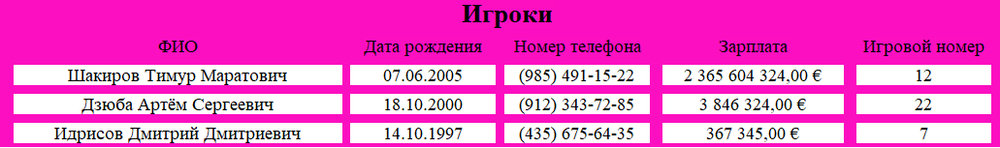 Игроки
ФИО Дата рождения Номер телефона Зарплата Игровой номер
Шакиров Тимур Маратович 07.06.2005 (985) 491-15-22 2 365 604 324,00 € 12
Дзюба Артём Сергеевич 18.10.2000 (912) 343-72-85 3 846 324,00 € 22
Идрисов Дмитрий Дмитриевич 14.10.1997 (435) 675-64-35 367 345,00 € 7